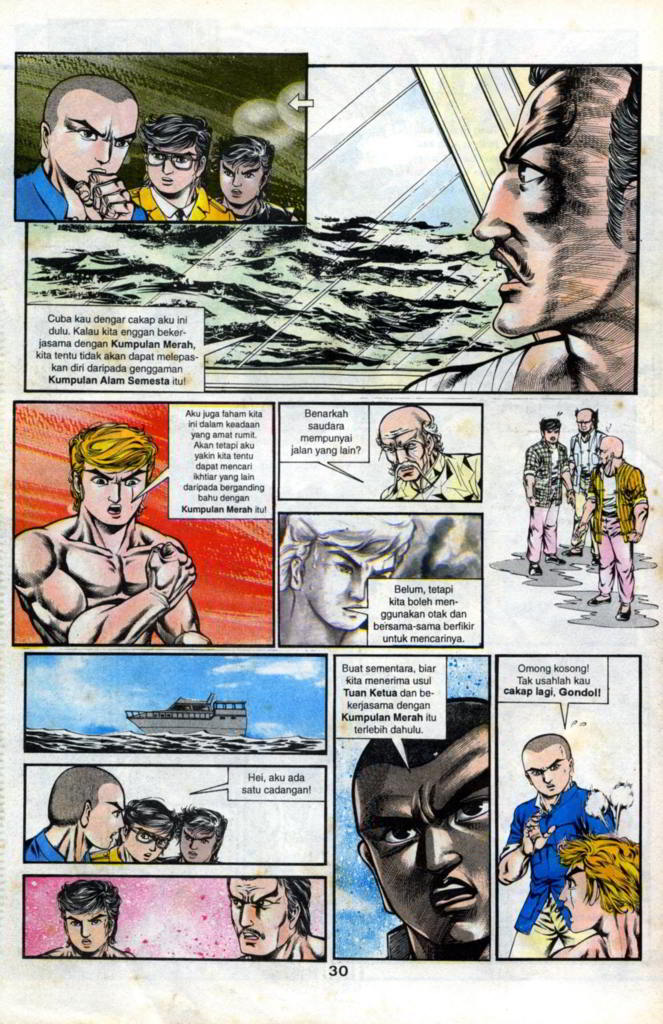 Cuba kau dengar cakap aku ini
dulu. Kalau kita enggan beker-
jasama dengan Kumpulan Merah,
kita tentu tidak akan dapat melepas-
kan diri daripada genggaman
Kumpulan Alam Semesta itu!
Aku juga faham kita
ini dalam keadaan
yang amat rumit.
Akan tetapi aku
yakin kita tentu
dapat mencari
ikhtiar yang lain
daripada berganding
bahu dengan
Kumpulan Merah itu!
Benarkah
saudara
mempunyai
jalan yang lain?
Belum, tetapi
kita boleh men-
ggunakan otak dan
bersama-sama berfikir
untuk mencarinya.
Hei, aku ada
satu cadangan!
Buat sementara, biar
kita menerima usul
Tuan Ketua dan be-
kerjasama dengan
Kumpulan Merah itu
terlebih dahulu.
Omong kosong!
Tak usahlah kau
cakap lagi, Gondol!
30